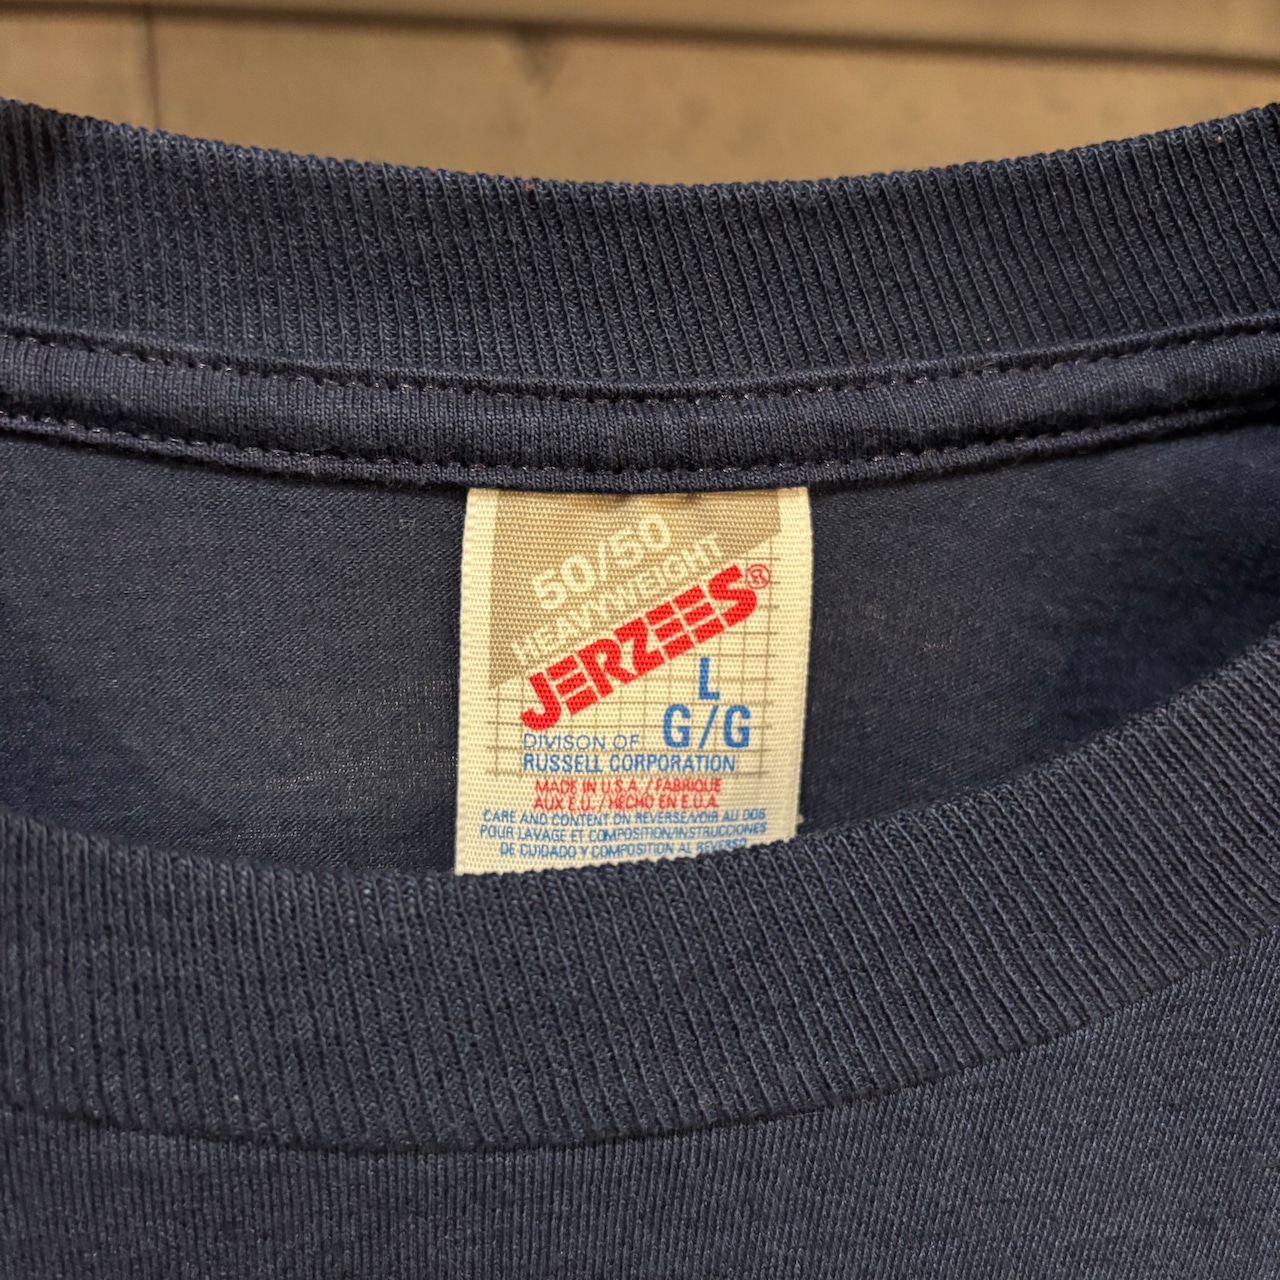 50/50
HEAVYWEIGHT
JERZEES®
L
G/G
DIVISON OF
RUSSELL CORPORATION
MADE IN U.S.A. / FABRIQUE
AUX E.U. / HECHO EN E.U.A.
CARE AND CONTENT ON REVERSE/VOIR AU DOS
POUR LAVAGE ET COMPOSITION/INSTRUCCIONES
DE CUIDADO Y COMPOSITION AL REVERSO